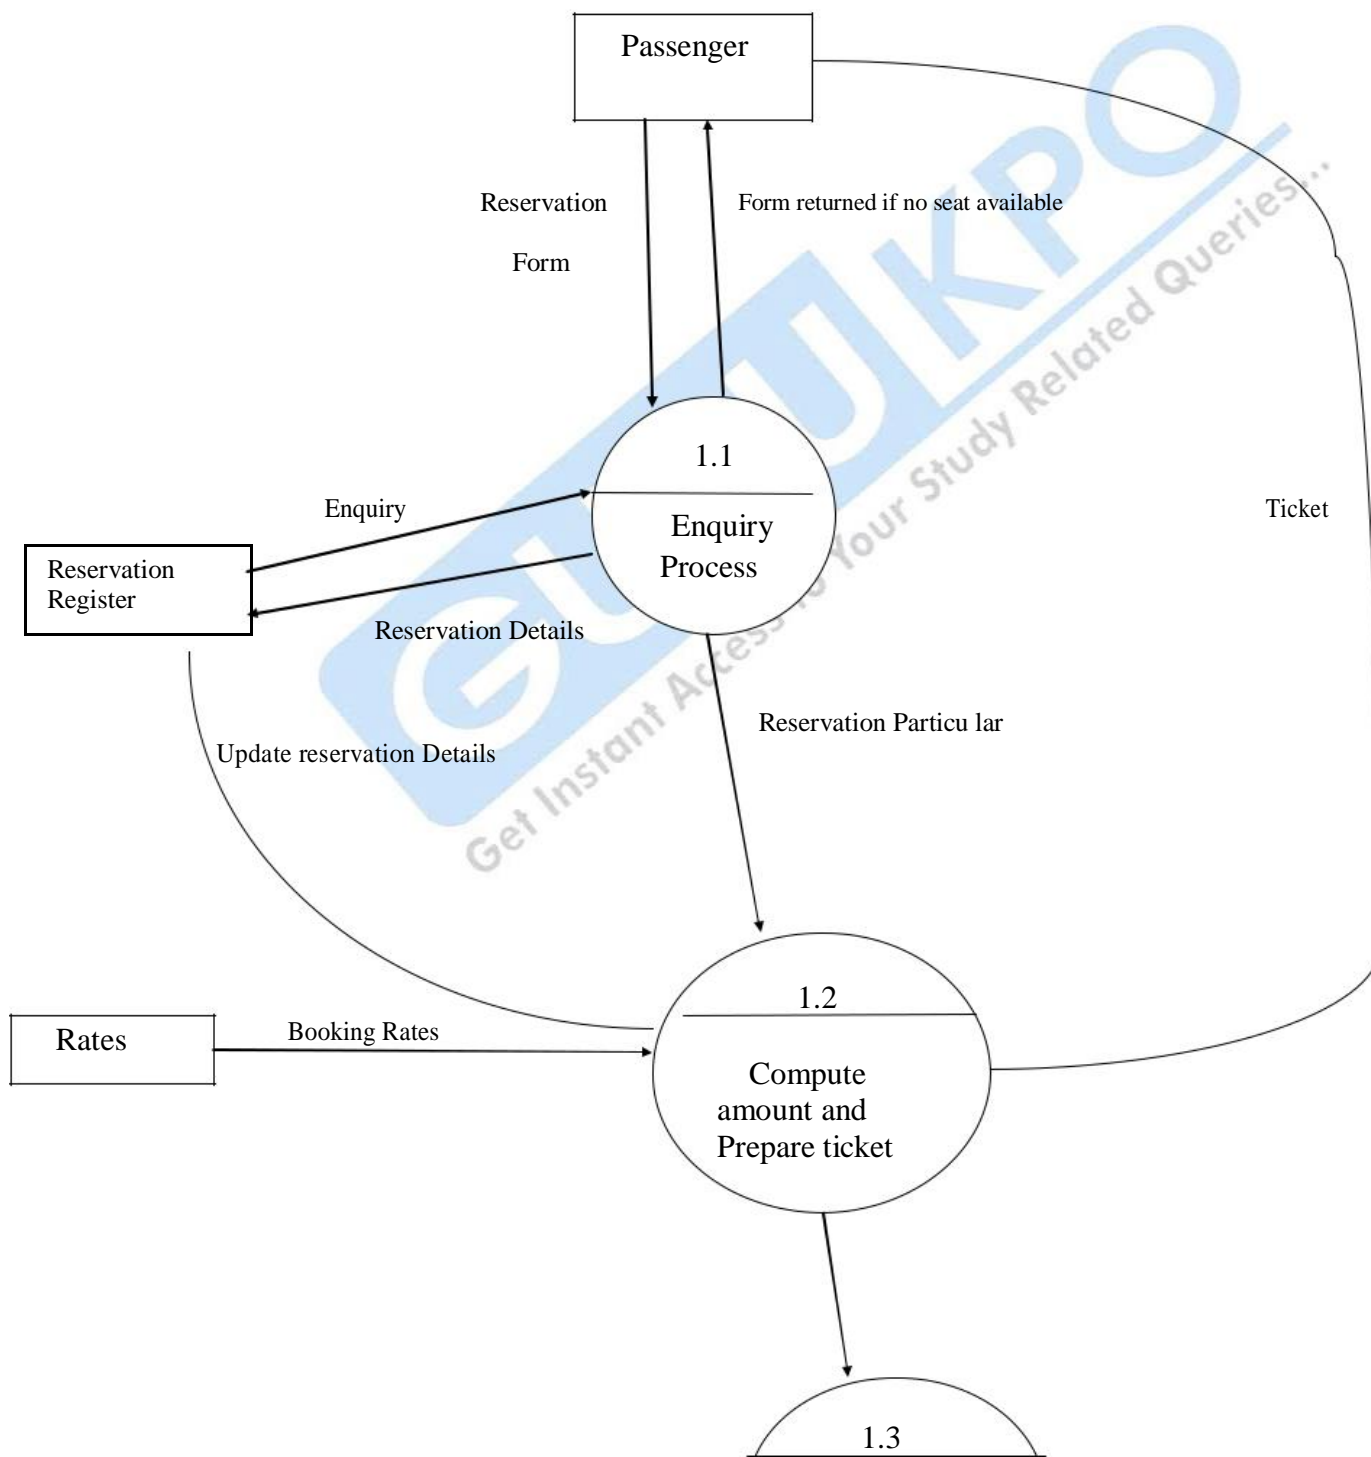 Passenger
Reservation
Form
Form returned if no seat available
1.1
Enquiry
Process
Enquiry
Ticket
Reservation
Register
Reservation Details
Reservation Particu lar
Update reservation Details
1.2
Rates
Booking Rates
Compute
amount and
Prepare ticket
1.3
GURUKPO
Get Instant Access to Your Study Related Queries...